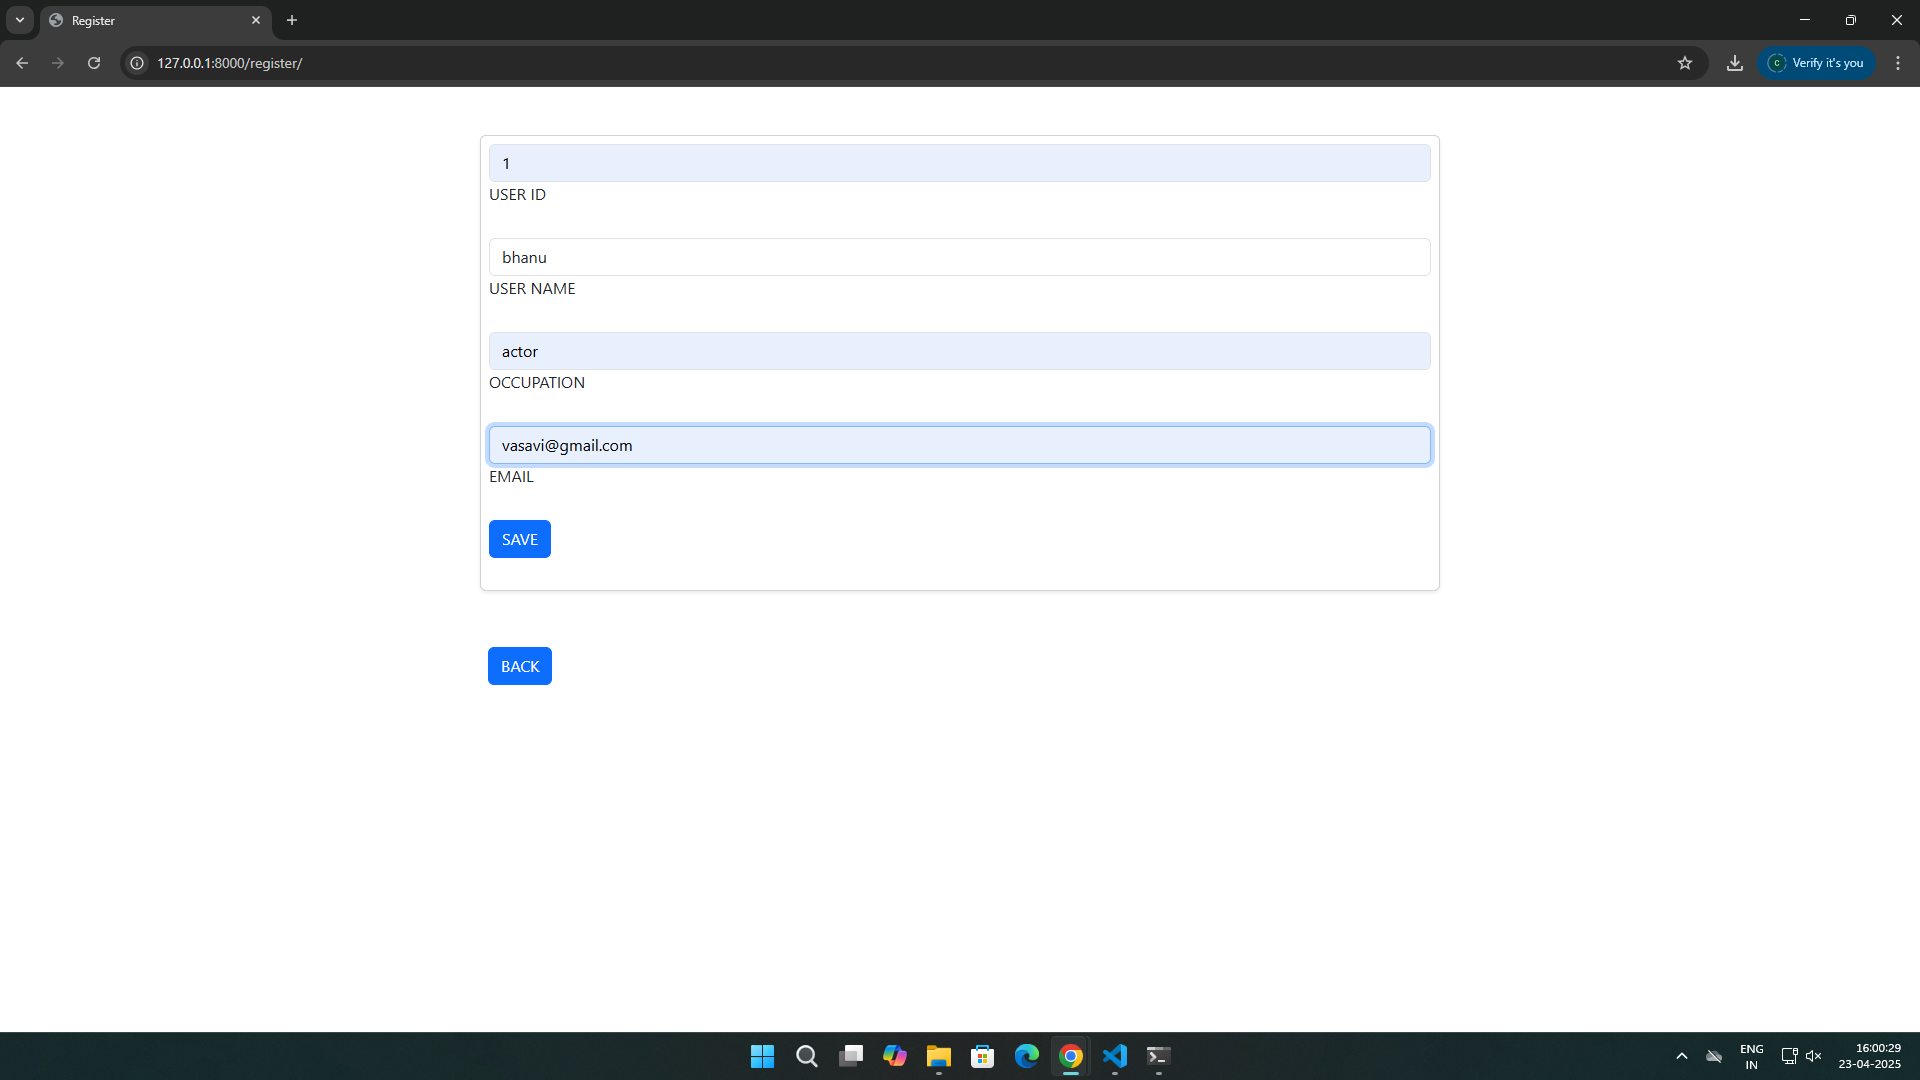 Register
127.0.0.1:8000/register/
Verify it's you
1
USER ID
bhanu
USER NAME
actor
OCCUPATION
vasavi@gmail.com
EMAIL
SAVE
BACK
ENG
IN
16:00:29
23-04-2025